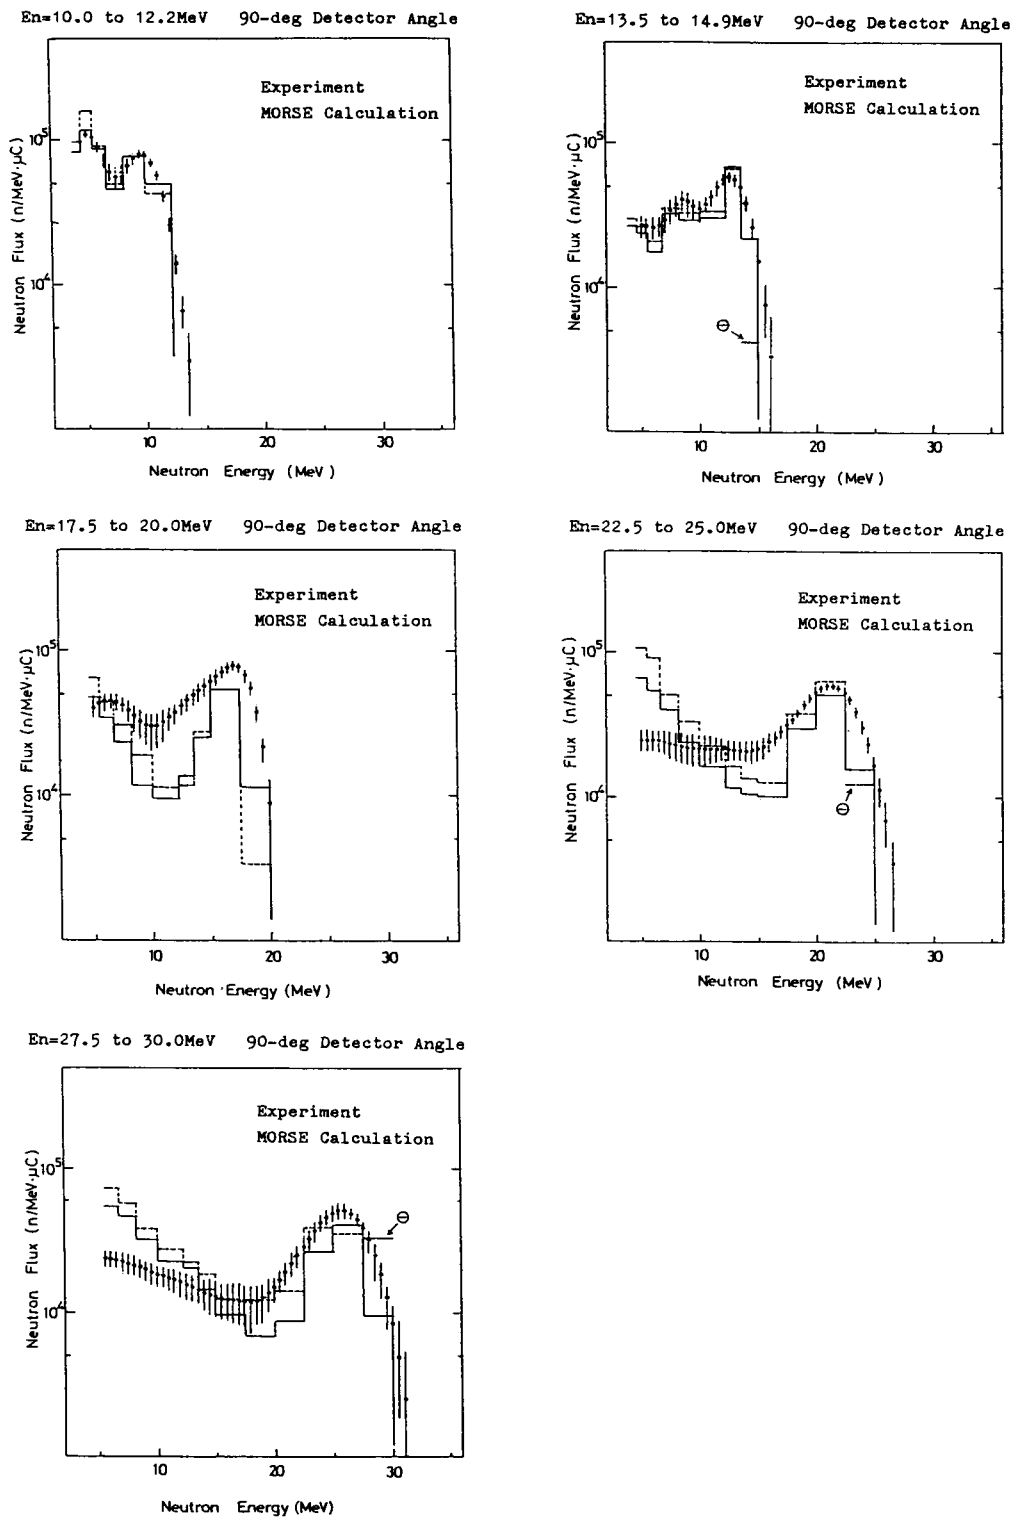 En=10.0 to 12.2MeV 90-deg Detector Angle
Experiment
MORSE Calculation
Neutron Flux (n/MeV·μC)
10⁵
10⁴
10 20 30
Neutron Energy (MeV)
En=13.5 to 14.9MeV 90-deg Detector Angle
Experiment
MORSE Calculation
Neutron Flux (n/MeV·μC)
10⁵
10⁴
⊖
10 20 30
Neutron Energy (MeV)
En=17.5 to 20.0MeV 90-deg Detector Angle
Experiment
MORSE Calculation
Neutron Flux (n/MeV·μC)
10⁵
10⁴
10 20 30
Neutron Energy (MeV)
En=22.5 to 25.0MeV 90-deg Detector Angle
Experiment
MORSE Calculation
Neutron Flux (n/MeV·μC)
10⁵
10⁴
⊖
10 20 30
Neutron Energy (MeV)
En=27.5 to 30.0MeV 90-deg Detector Angle
Experiment
MORSE Calculation
Neutron Flux (n/MeV·μC)
10⁵
10⁴
⊖
10 20 30
Neutron Energy (MeV)